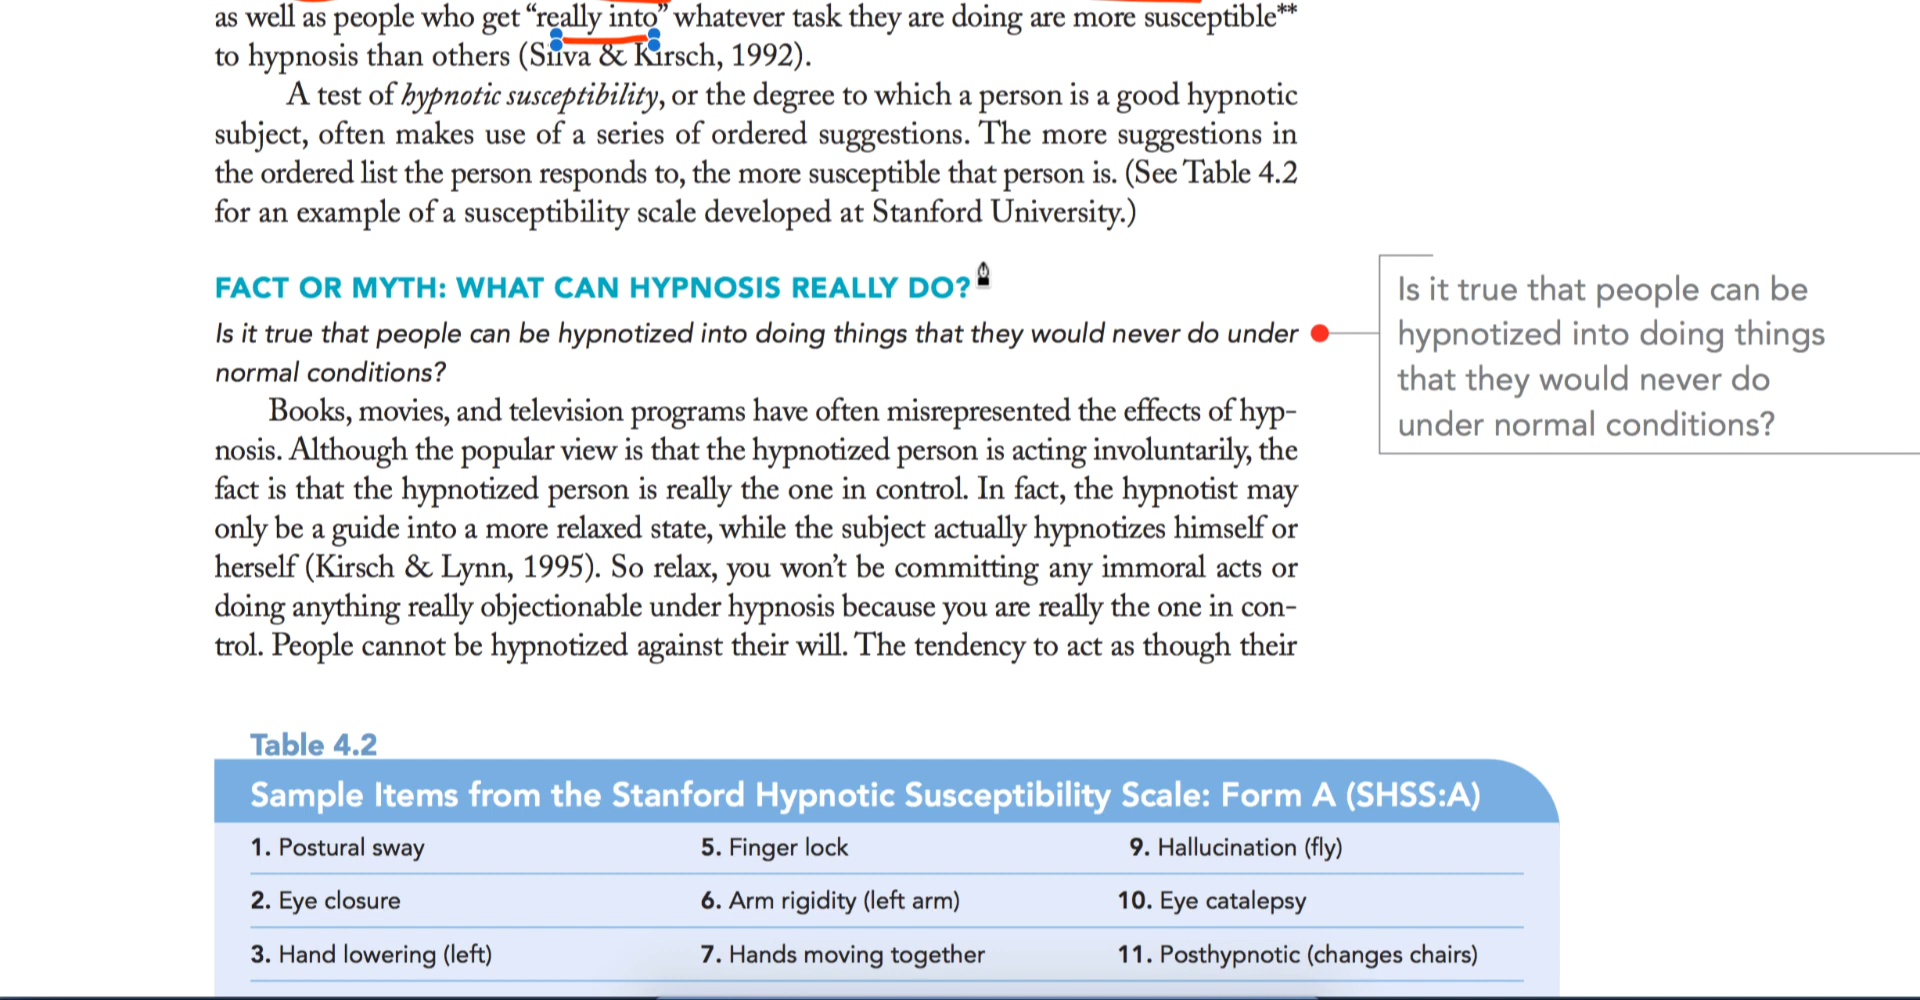 as well as people who get “really into” whatever task they are doing are more susceptible**
to hypnosis than others (Silva & Kirsch, 1992).
A test of hypnotic susceptibility, or the degree to which a person is a good hypnotic
subject, often makes use of a series of ordered suggestions. The more suggestions in
the ordered list the person responds to, the more susceptible that person is. (See Table 4.2
for an example of a susceptibility scale developed at Stanford University.)
FACT OR MYTH: WHAT CAN HYPNOSIS REALLY DO?
Is it true that people can be hypnotized into doing things that they would never do under
normal conditions?
Books, movies, and television programs have often misrepresented the effects of hyp-
nosis. Although the popular view is that the hypnotized person is acting involuntarily, the
fact is that the hypnotized person is really the one in control. In fact, the hypnotist may
only be a guide into a more relaxed state, while the subject actually hypnotizes himself or
herself (Kirsch & Lynn, 1995). So relax, you won’t be committing any immoral acts or
doing anything really objectionable under hypnosis because you are really the one in con-
trol. People cannot be hypnotized against their will. The tendency to act as though their
Is it true that people can be
hypnotized into doing things
that they would never do
under normal conditions?
Table 4.2
Sample Items from the Stanford Hypnotic Susceptibility Scale: Form A (SHSS:A)
1. Postural sway 5. Finger lock 9. Hallucination (fly)
2. Eye closure 6. Arm rigidity (left arm) 10. Eye catalepsy
3. Hand lowering (left) 7. Hands moving together 11. Posthypnotic (changes chairs)